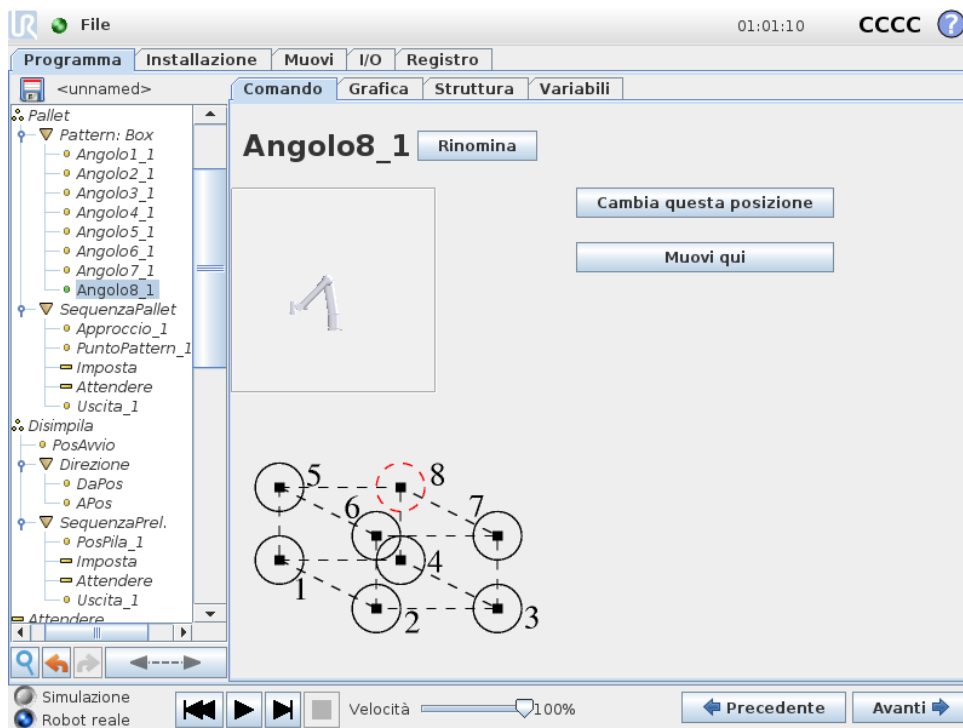 UR File 01:01:10 CCCC ?
Programma Installazione Muovi I/O Registro
<unnamed>
Comando Grafica Struttura Variabili
Pallet
Pattern: Box
Angolo1_1
Angolo2_1
Angolo3_1
Angolo4_1
Angolo5_1
Angolo6_1
Angolo7_1
Angolo8_1
SequenzaPallet
Approccio_1
PuntoPattern_1
Imposta
Attendere
Uscita_1
Disimpila
PosAvvio
Direzione
DaPos
APos
SequenzaPrel.
PosPila_1
Imposta
Attendere
Uscita_1
Attendere
Angolo8_1 Rinomina
Cambia questa posizione
Muovi qui
5 8
6 7
1 4
2 3
Simulazione
Robot reale
Velocità 100%
Precedente Avanti